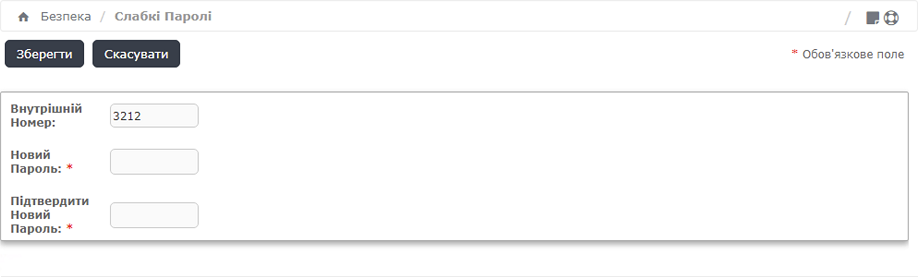 Безпека / Слабкі Паролі /
Зберегти Скасувати * Обов'язкове поле
Внутрішній
Номер: 3212
Новий
Пароль: *
Підтвердити
Новий
Пароль: *